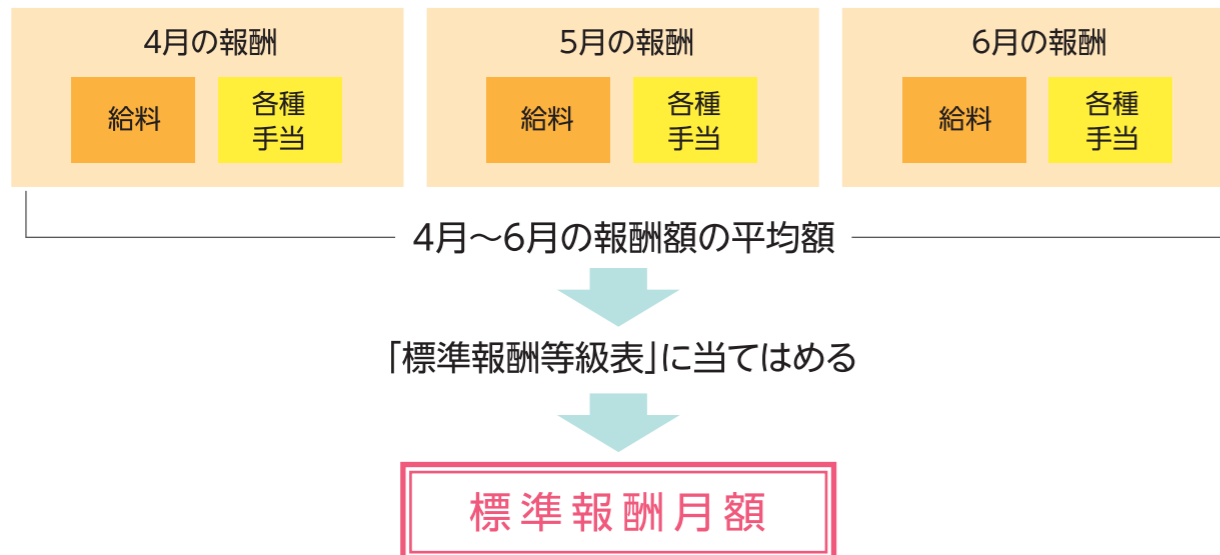 4月の報酬
給料
各種
手当
5月の報酬
給料
各種
手当
6月の報酬
給料
各種
手当
4月～6月の報酬額の平均額
「標準報酬等級表」に当てはめる
標準報酬月額